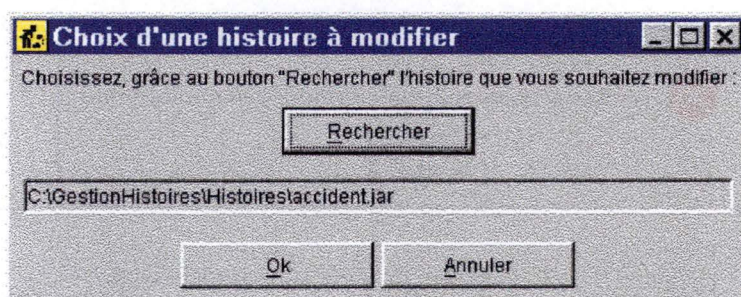 Choix d'une histoire à modifier
Choisissez, grâce au bouton "Rechercher" l'histoire que vous souhaitez modifier :
Rechercher
C:\GestionHistoires\Histoires\accident.jar
Ok Annuler